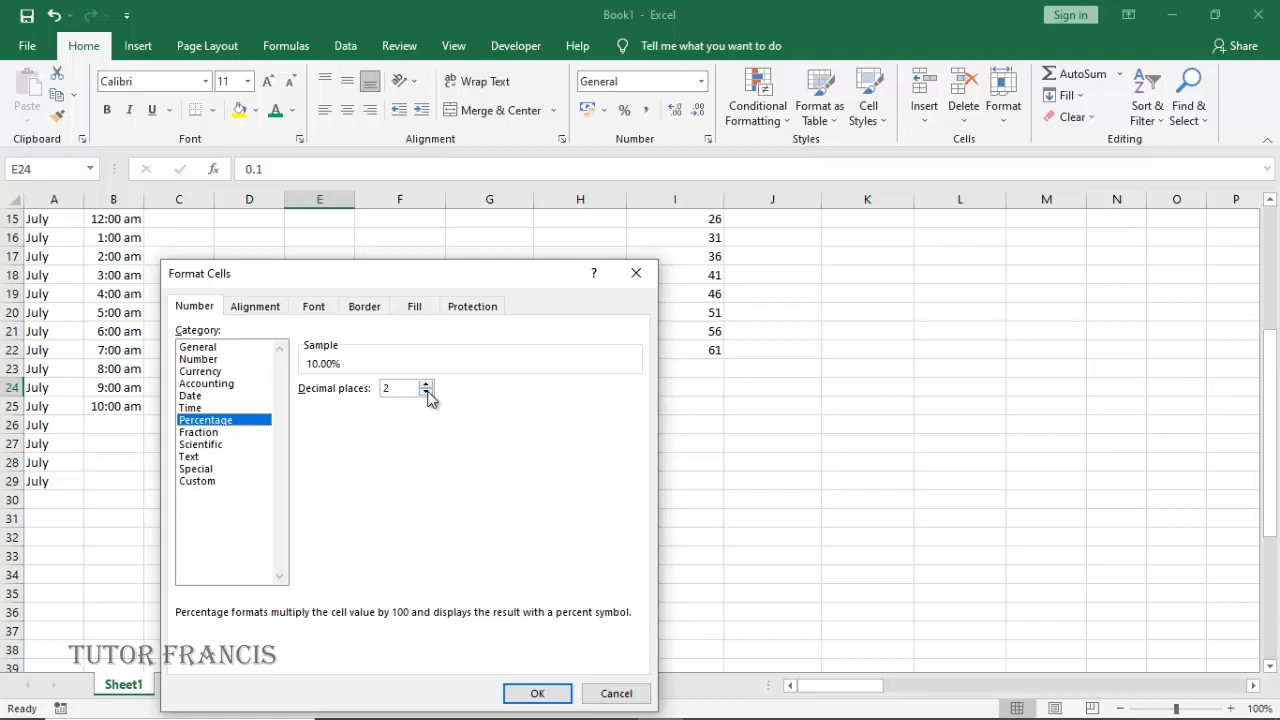 Book1 - Excel
Sign in
File Home Insert Page Layout Formulas Data Review View Developer Help Tell me what you want to do Share
Paste
Calibri 11
B I U
Wrap Text
Merge & Center
General
Conditional Formatting
Format as Table
Cell Styles
Insert
Delete
Format
AutoSum
Fill
Clear
Sort & Filter
Find & Select
Clipboard Font Alignment Number Styles Cells Editing
E24 fx 0.1
A B C D E F G H I J K L M N O P
15 July 12:00 am 26
16 July 1:00 am 31
17 July 2:00 am 36
18 July 3:00 am 41
19 July 4:00 am 46
20 July 5:00 am 51
21 July 6:00 am 56
22 July 7:00 am 61
23 July 8:00 am
24 July 9:00 am
25 July 10:00 am
26 July
27 July
28 July
29 July
30
31
32
33
34
35
36
37
38
39
Format Cells ?
Number Alignment Font Border Fill Protection
Category:
General
Number
Currency
Accounting
Date
Time
Percentage
Fraction
Scientific
Text
Special
Custom
Sample
10.00%
Decimal places: 2
Percentage formats multiply the cell value by 100 and displays the result with a percent symbol.
OK Cancel
TUTOR FRANCIS
Sheet1
Ready
100%